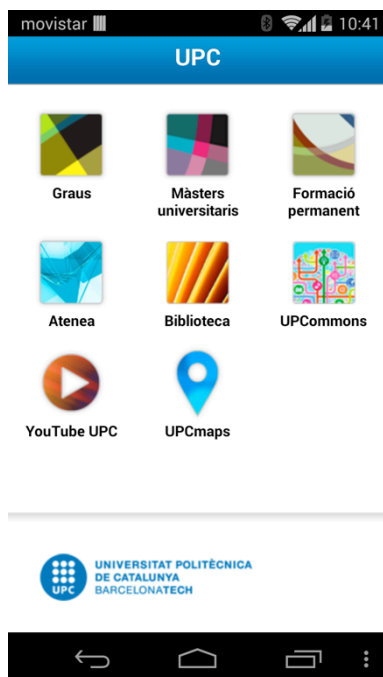 movistar 10:41
UPC
Graus
Màsters
universitaris
Formació
permanent
Atenea
Biblioteca
UPCommons
YouTube UPC
UPCmaps
UPC
UNIVERSITAT POLITÈCNICA
DE CATALUNYA
BARCELONATECH